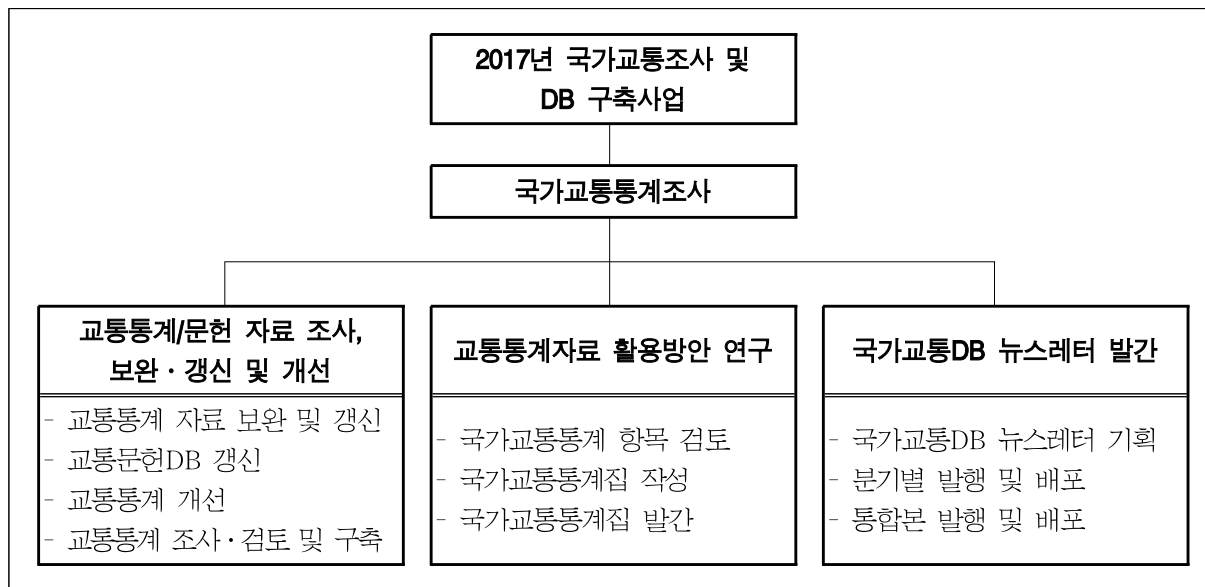 2017년 국가교통조사 및
DB 구축사업
국가교통통계조사
교통통계/문헌 자료 조사,
보완·갱신 및 개선
- 교통통계 자료 보완 및 갱신
- 교통문헌DB 갱신
- 교통통계 개선
- 교통통계 조사·검토 및 구축
교통통계자료 활용방안 연구
- 국가교통통계 항목 검토
- 국가교통통계집 작성
- 국가교통통계집 발간
국가교통DB 뉴스레터 발간
- 국가교통DB 뉴스레터 기획
- 분기별 발행 및 배포
- 통합본 발행 및 배포